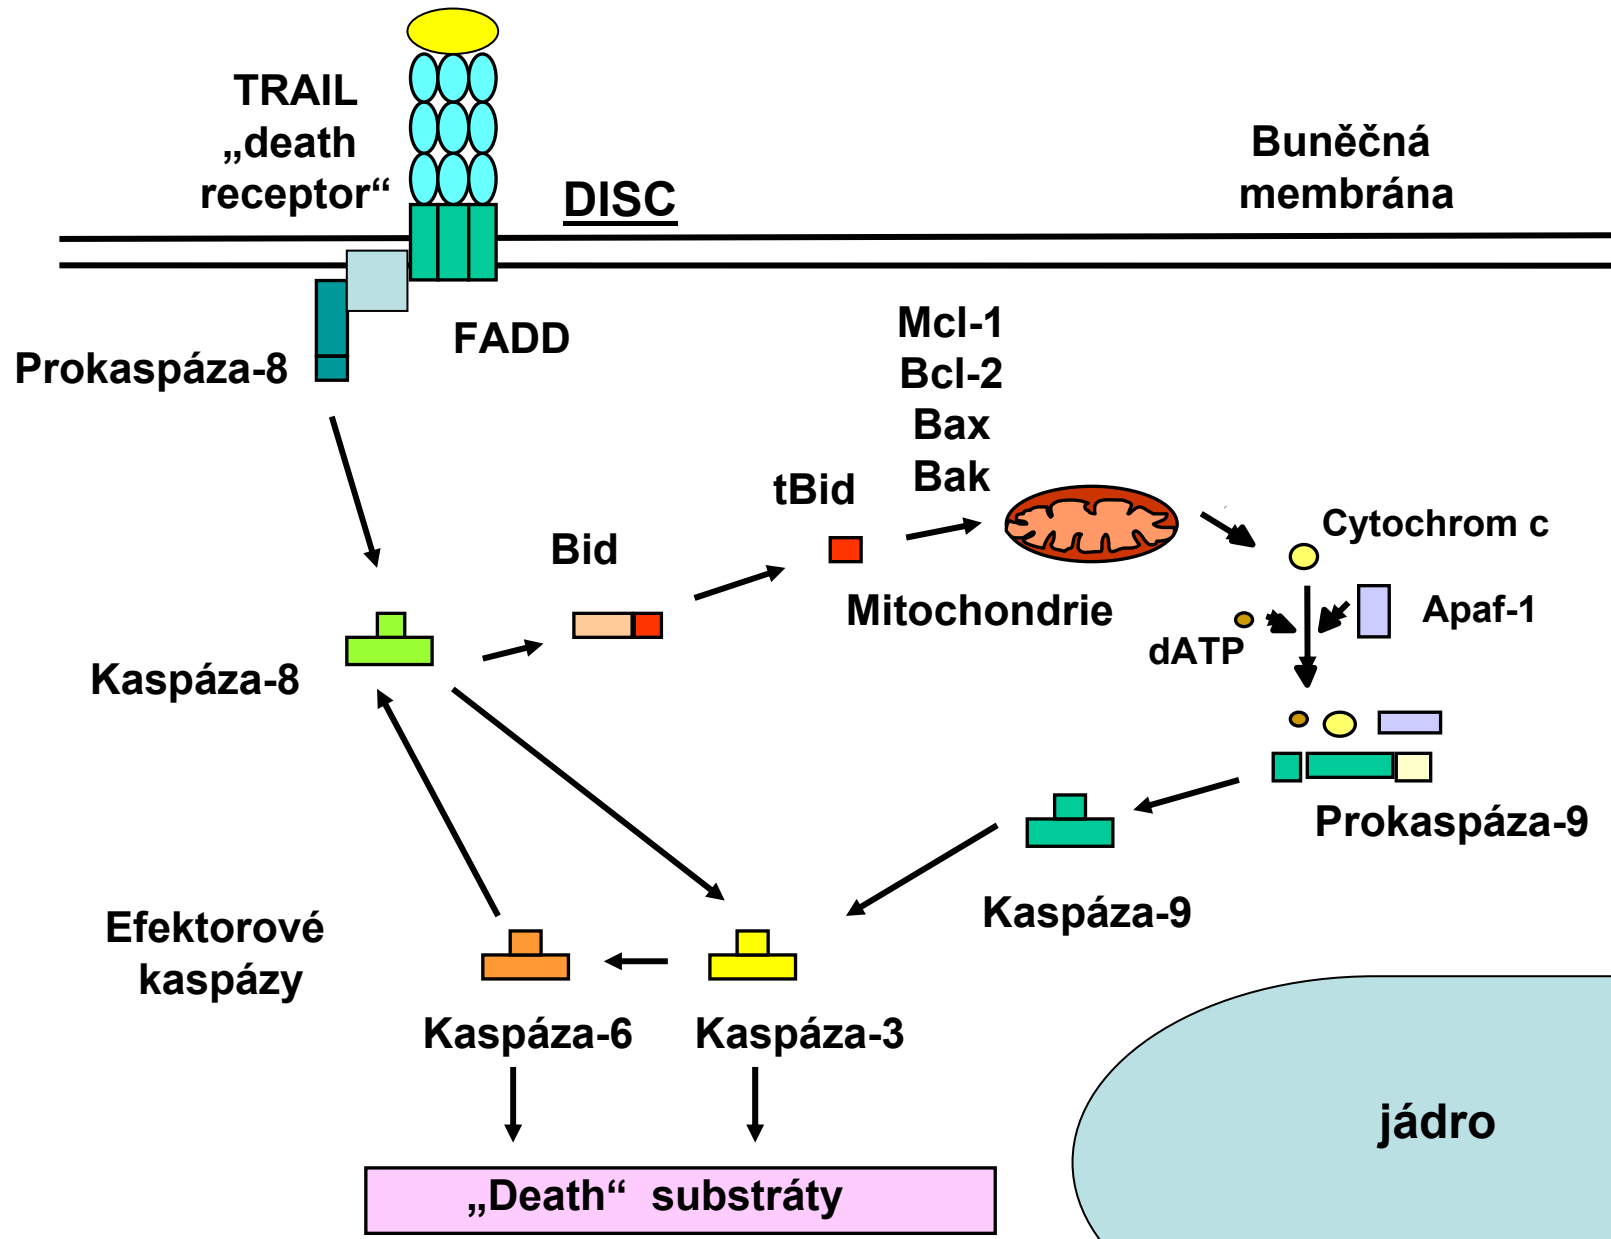 TRAIL
„death
receptor“
DISC
Buněčná
membrána
FADD
Prokaspáza-8
Mcl-1
Bcl-2
Bax
Bak
tBid
Bid
Cytochrom c
Mitochondrie
Apaf-1
dATP
Kaspáza-8
Prokaspáza-9
Kaspáza-9
Efektorové
kaspázy
Kaspáza-6
Kaspáza-3
jádro
„Death“ substráty